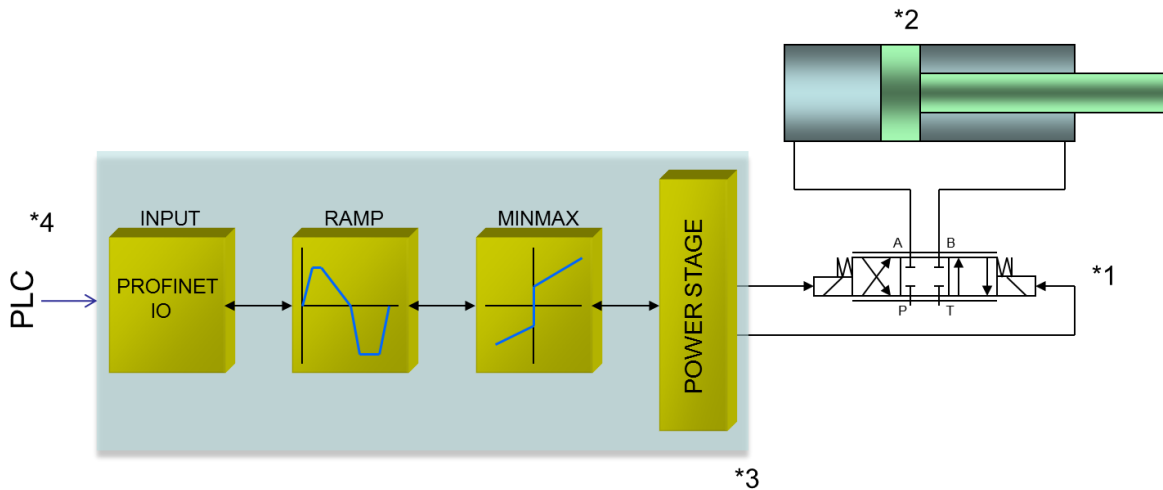 *2
*4
INPUT
RAMP
MINMAX
PLC
PROFINET
IO
POWER STAGE
A
B
P
T
*1
*3